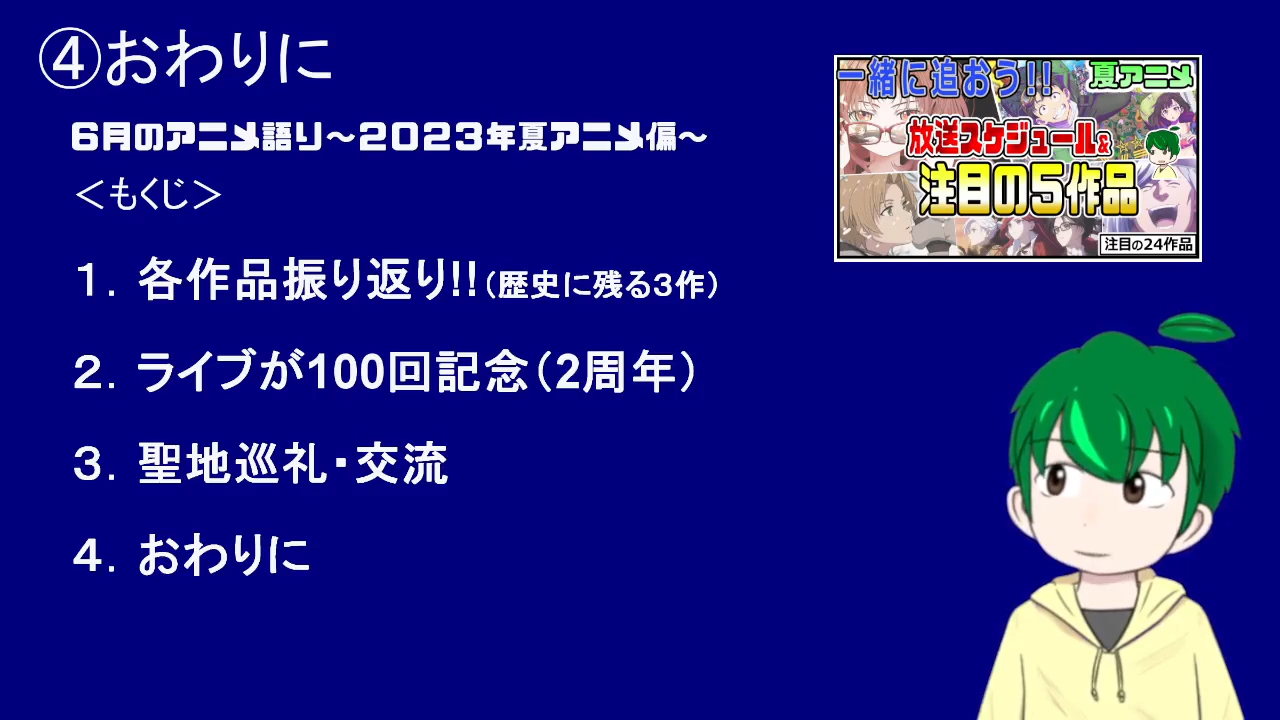 ④おわりに
6月のアニメ語り～2023年夏アニメ偏～
＜もくじ＞
１．各作品振り返り!!（歴史に残る３作）
２．ライブが100回記念（2周年）
３．聖地巡礼・交流
４．おわりに
一緒に追おう!!
夏アニメ
放送スケジュール&
注目の５作品
注目の24作品